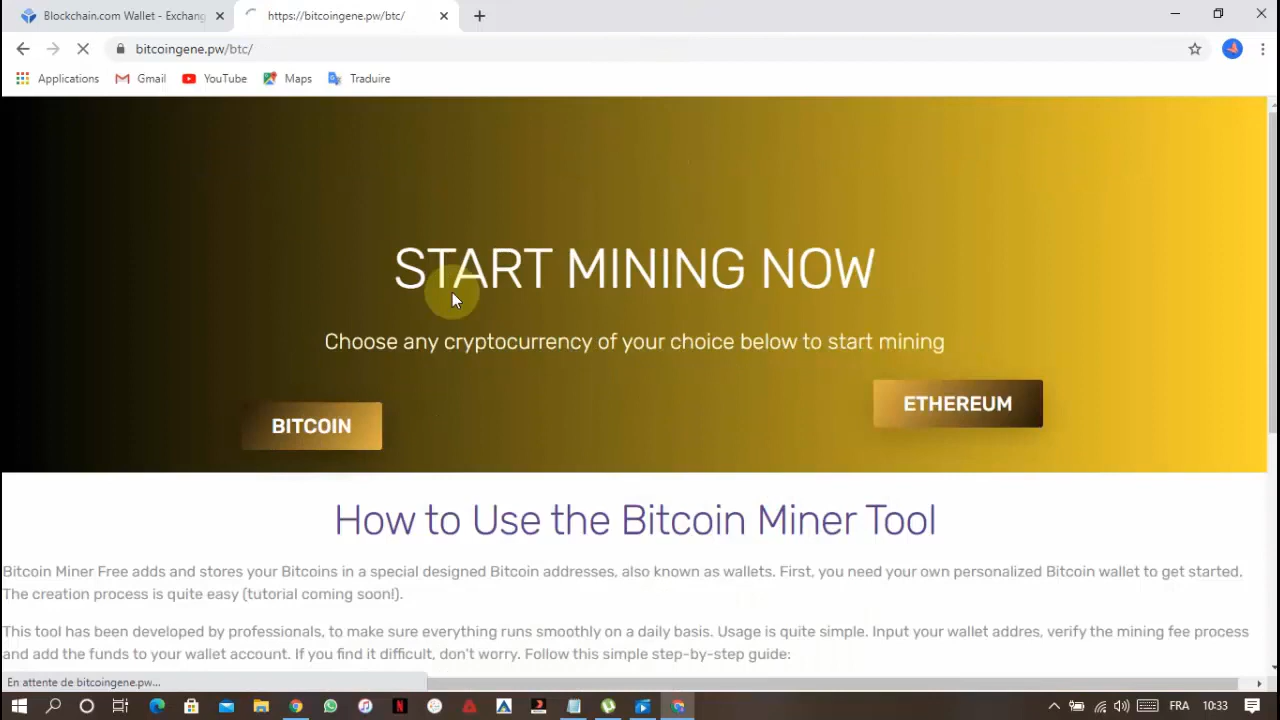 Blockchain.com Wallet - Exchang
https://bitcoingene.pw/btc/
bitcoingene.pw/btc/
Applications
Gmail
YouTube
Maps
Traduire
START MINING NOW
Choose any cryptocurrency of your choice below to start mining
BITCOIN
ETHEREUM
How to Use the Bitcoin Miner Tool
Bitcoin Miner Free adds and stores your Bitcoins in a special designed Bitcoin addresses, also known as wallets. First, you need your own personalized Bitcoin wallet to get started.
The creation process is quite easy (tutorial coming soon!).
This tool has been developed by professionals, to make sure everything runs smoothly on a daily basis. Usage is quite simple. Input your wallet addres, verify the mining fee process
and add the funds to your wallet account. If you find it difficult, don't worry. Follow this simple step-by-step guide:
En attente de bitcoingene.pw...
FRA
10:33